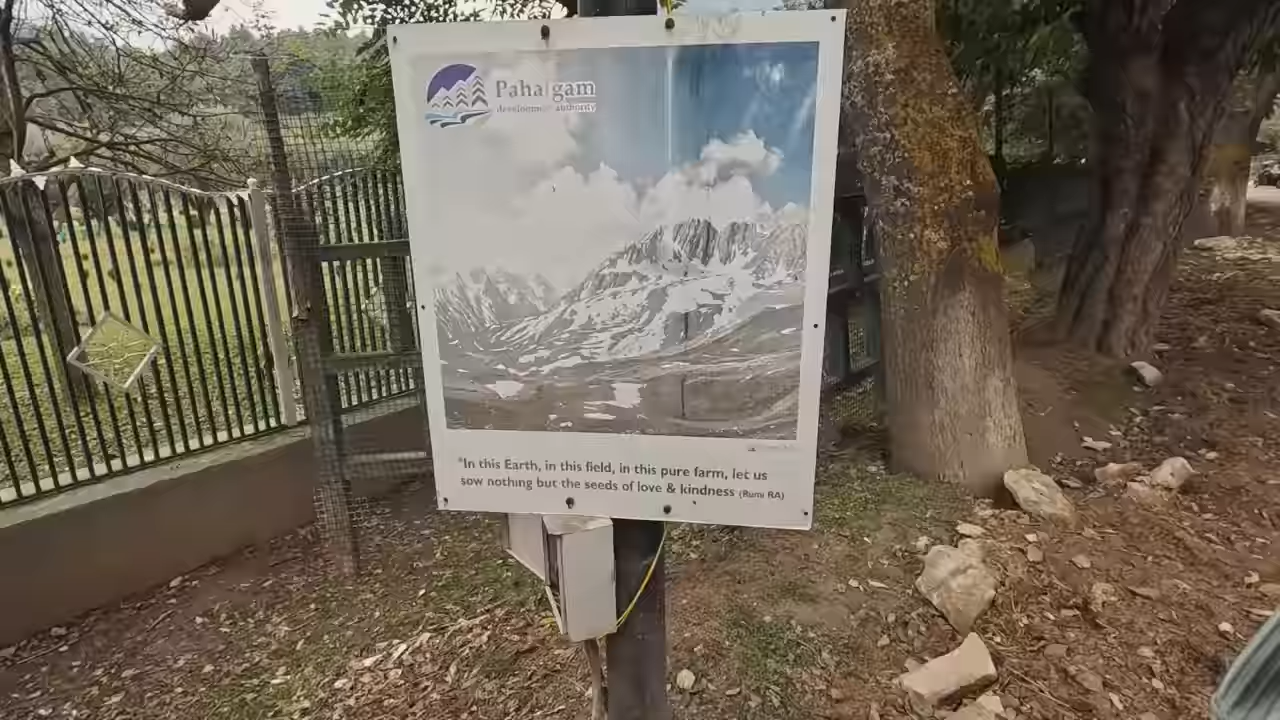 Pahalgam
development authority
"In this Earth, in this field, in this pure farm, let us
sow nothing but the seeds of love & kindness (Rumi RA)